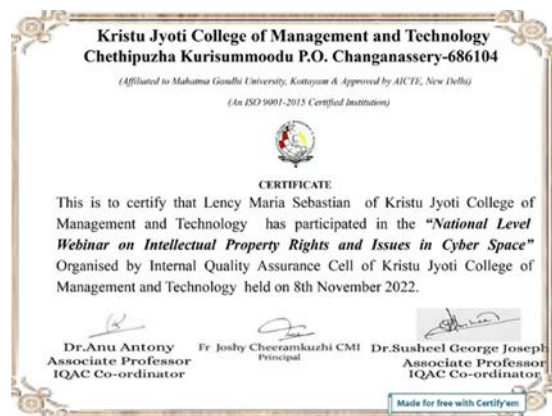 Kristu Jyoti College of Management and Technology
Chethipuzha Kurisummoodu P.O. Changanassery-686104
(Affiliated to Mahatma Gandhi University, Kottayam & Approved by AICTE, New Delhi)
(An ISO 9001-2015 Certified Institution)
CERTIFICATE
This is to certify that Lency Maria Sebastian of Kristu Jyoti College of
Management and Technology has participated in the “National Level
Webinar on Intellectual Property Rights and Issues in Cyber Space”
Organised by Internal Quality Assurance Cell of Kristu Jyoti College of
Management and Technology held on 8th November 2022.
Dr.Anu Antony
Associate Professor
IQAC Co-ordinator
Fr Joshy Cheeramkuzhi CMI
Principal
Dr.Susheel George Joseph
Associate Professor
IQAC Co-ordinator
Made for free with Certify'em